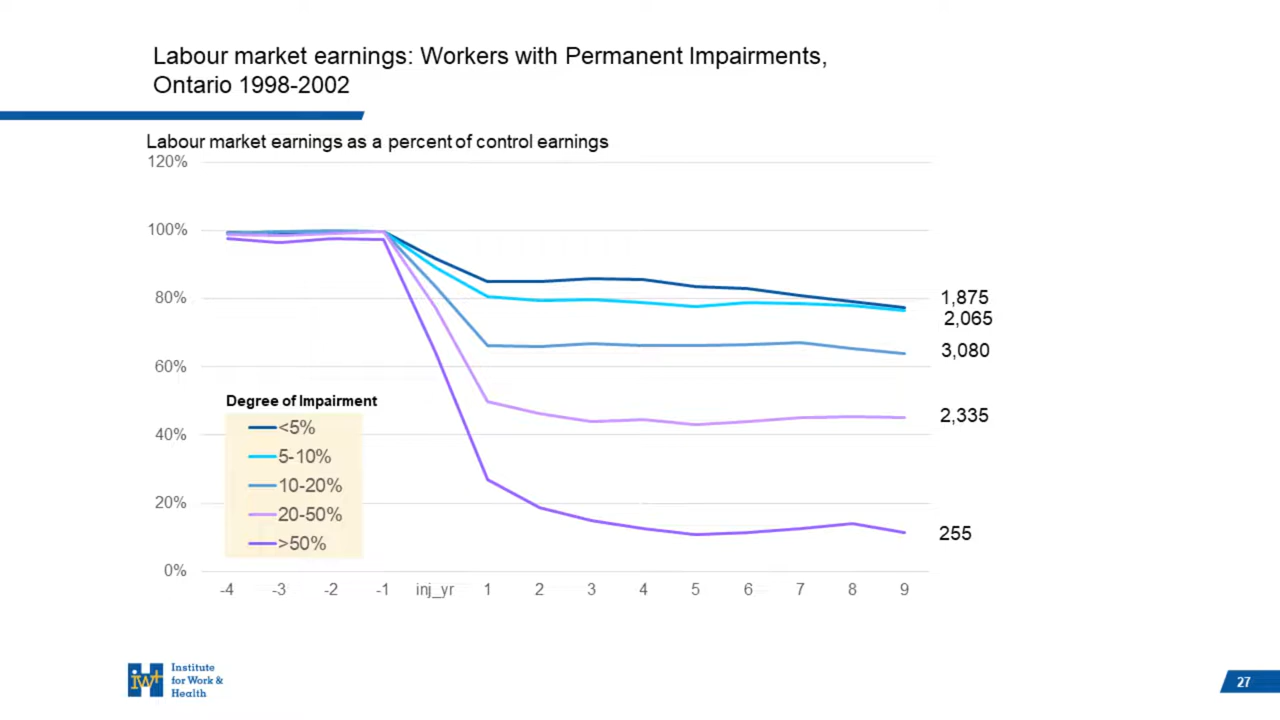 Labour market earnings: Workers with Permanent Impairments,
Ontario 1998-2002
Labour market earnings as a percent of control earnings
120%
100%
80%
60%
40%
20%
0%
1,875
2,065
3,080
2,335
255
Degree of Impairment
<5%
5-10%
10-20%
20-50%
>50%
-4 -3 -2 -1 inj_yr 1 2 3 4 5 6 7 8 9
iw+
Institute
for Work &
Health
27